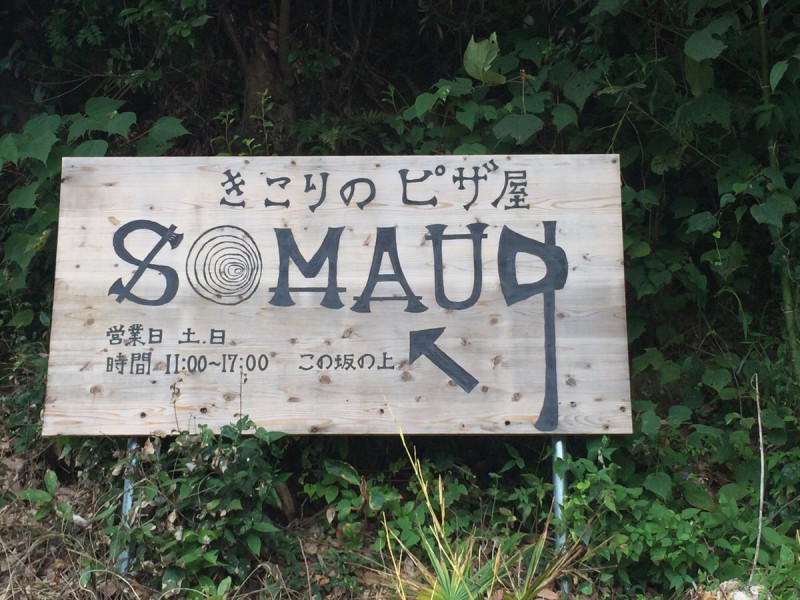 きこりの ピザ屋
SOMAUD
営業日 土.日
時間 11:00~17:00 この坂の上